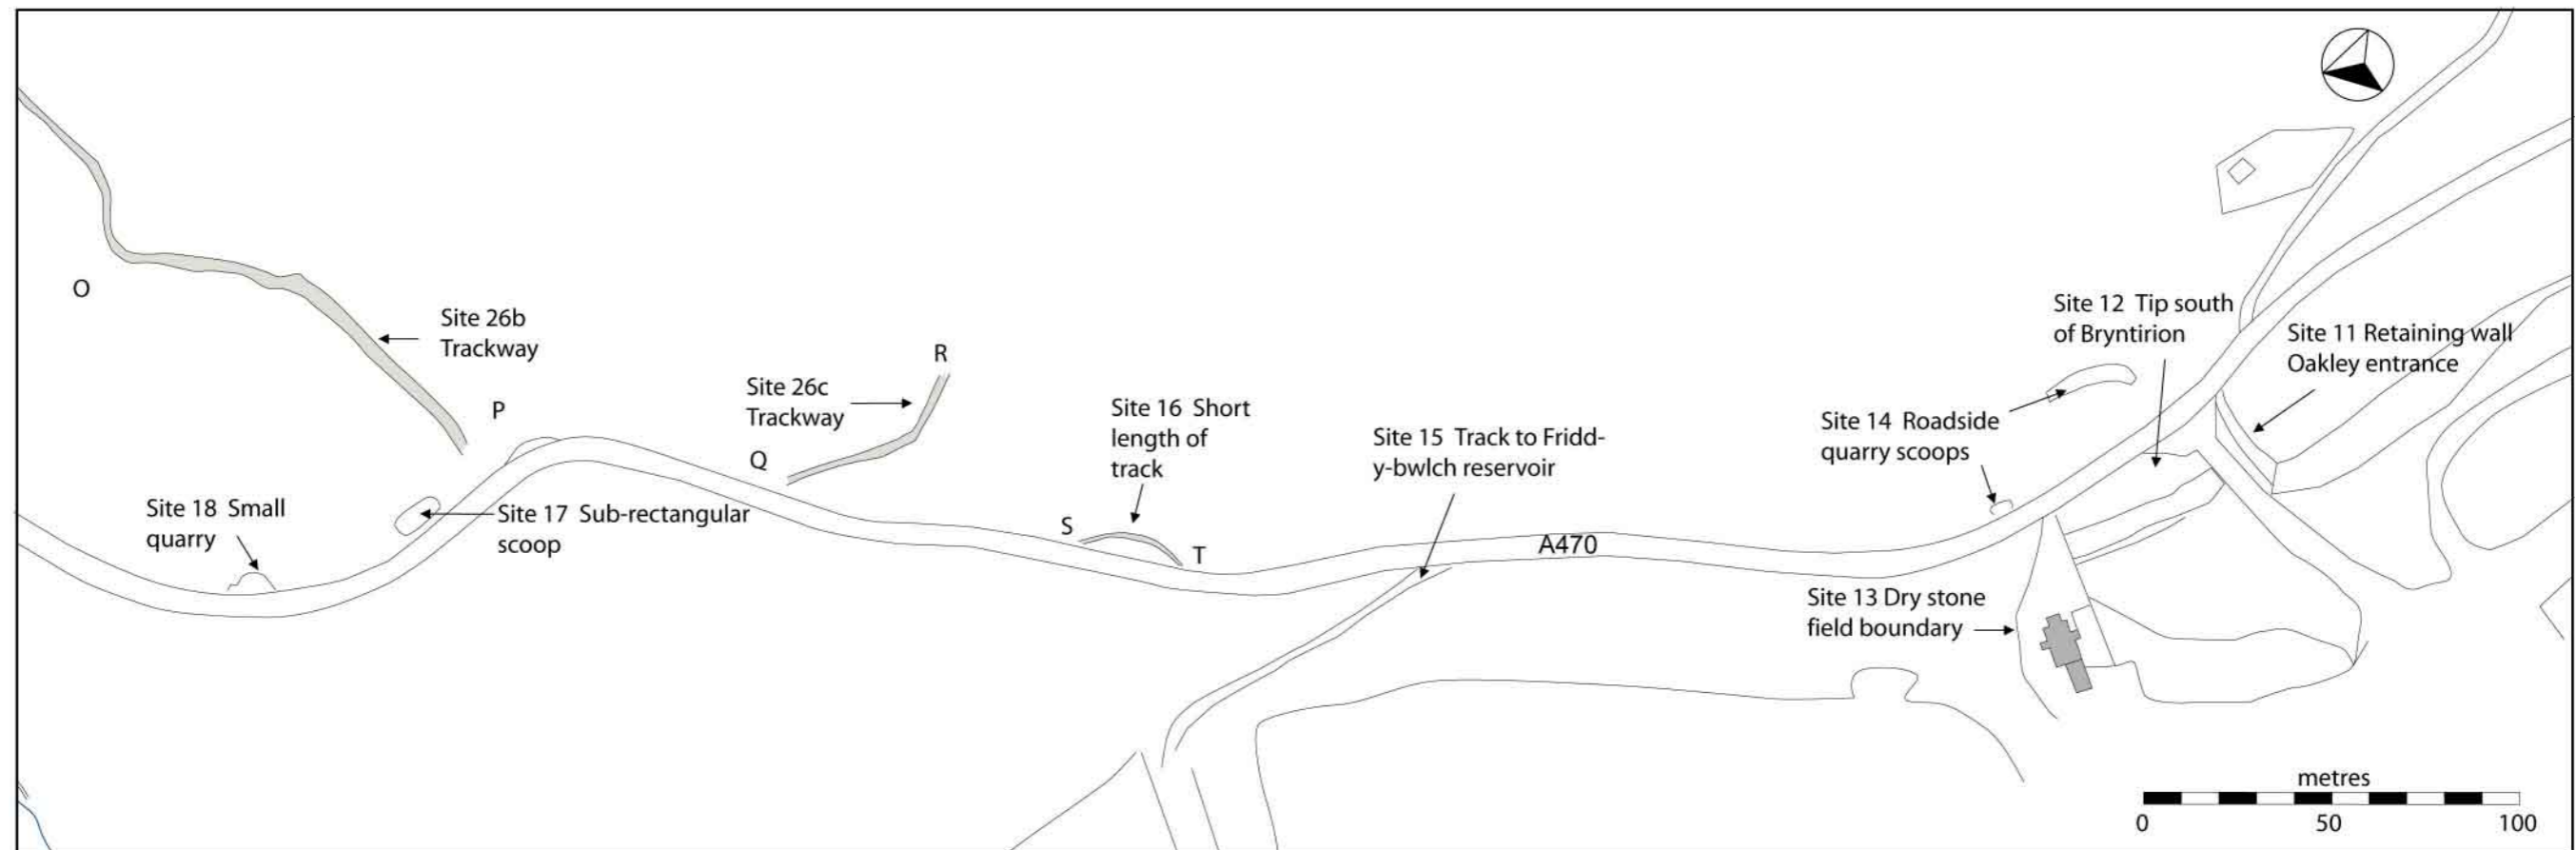 O
Site 26b
Trackway
P
Site 18 Small
quarry
Site 17 Sub-rectangular
scoop
Site 26c
Trackway
Q
R
Site 16 Short
length of
track
S
T
Site 15 Track to Fridd-
y-bwlch reservoir
A470
Site 14 Roadside
quarry scoops
Site 12 Tip south
of Bryntirion
Site 11 Retaining wall
Oakley entrance
Site 13 Dry stone
field boundary
metres
0 50 100